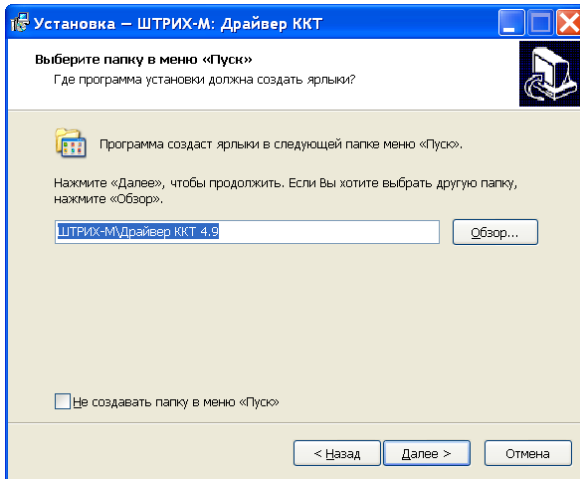 Установка — ШТРИХ-М: Драйвер ККТ
Выберите папку в меню «Пуск»
Где программа установки должна создать ярлыки?
Программа создаст ярлыки в следующей папке меню «Пуск».
Нажмите «Далее», чтобы продолжить. Если Вы хотите выбрать другую папку,
нажмите «Обзор».
ШТРИХ-М\Драйвер ККТ 4.9
Обзор...
Не создавать папку в меню «Пуск»
< Назад
Далее >
Отмена